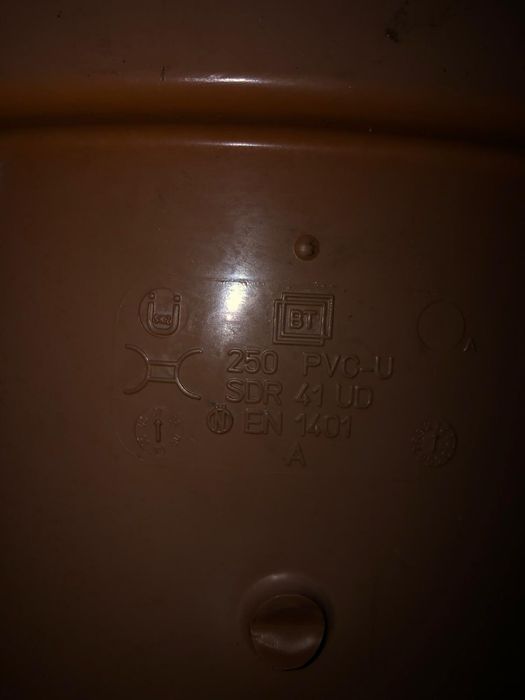 Ü
BT
250 PVC-U
SDR 41 UD
N EN 1401
A
A